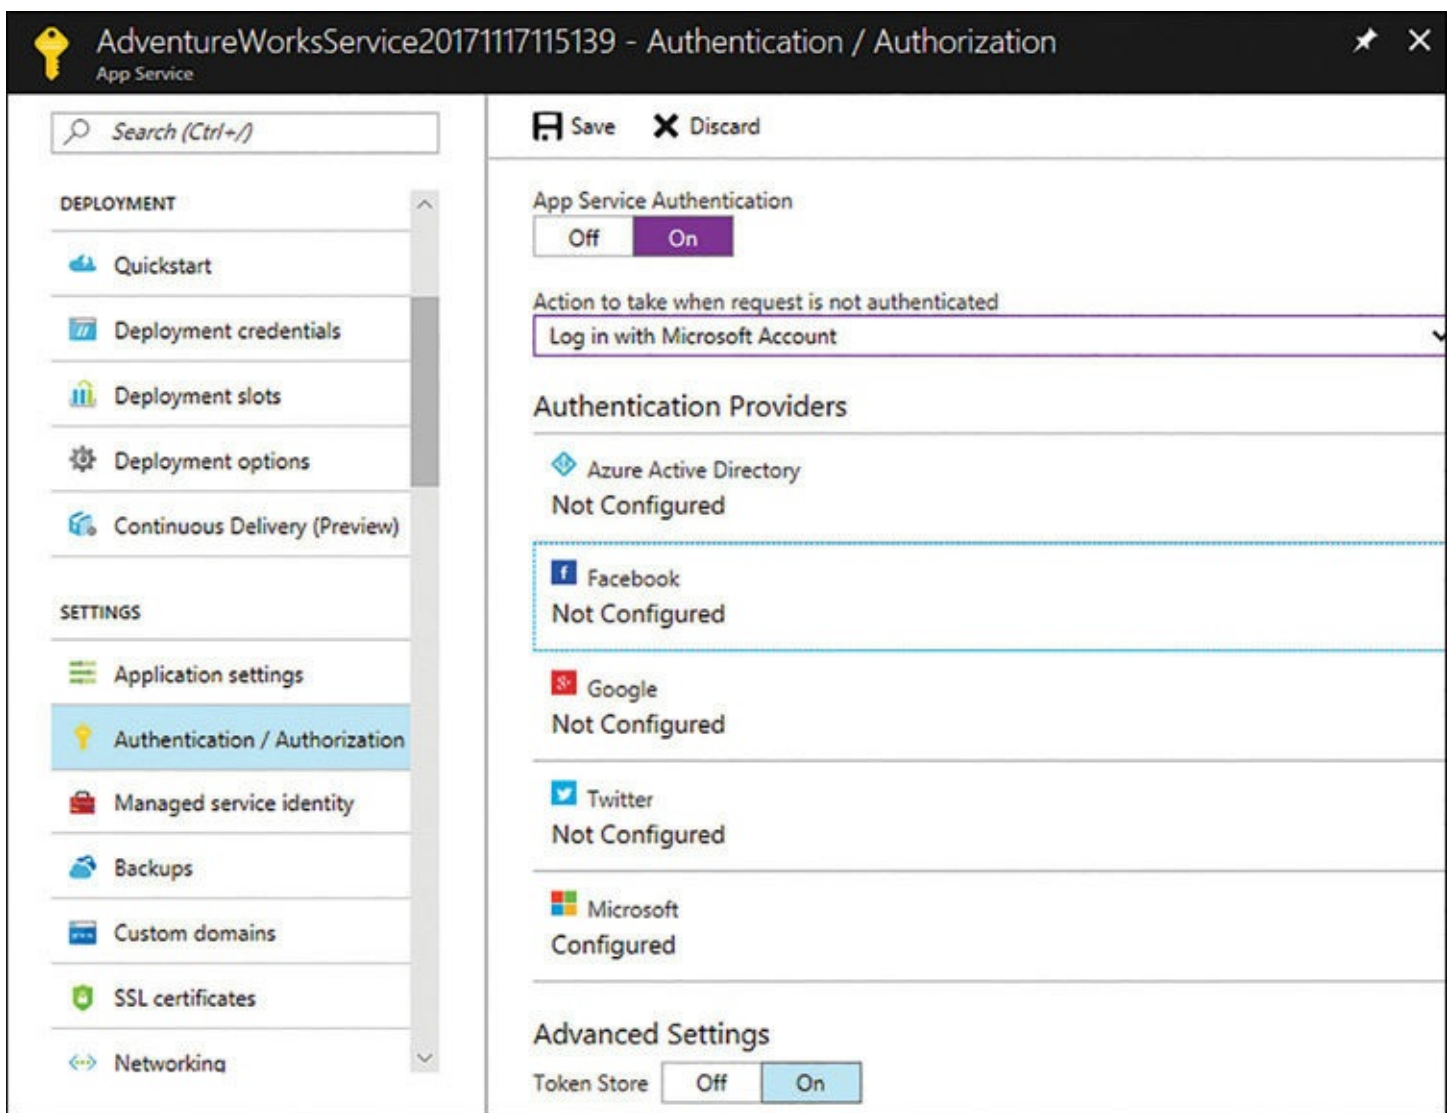 AdventureWorksService20171117115139 - Authentication / Authorization
App Service
Search (Ctrl+/)
DEPLOYMENT
Quickstart
Deployment credentials
Deployment slots
Deployment options
Continuous Delivery (Preview)
SETTINGS
Application settings
Authentication / Authorization
Managed service identity
Backups
Custom domains
SSL certificates
Networking
Save Discard
App Service Authentication
Off On
Action to take when request is not authenticated
Log in with Microsoft Account
Authentication Providers
Azure Active Directory
Not Configured
Facebook
Not Configured
Google
Not Configured
Twitter
Not Configured
Microsoft
Configured
Advanced Settings
Token Store Off On